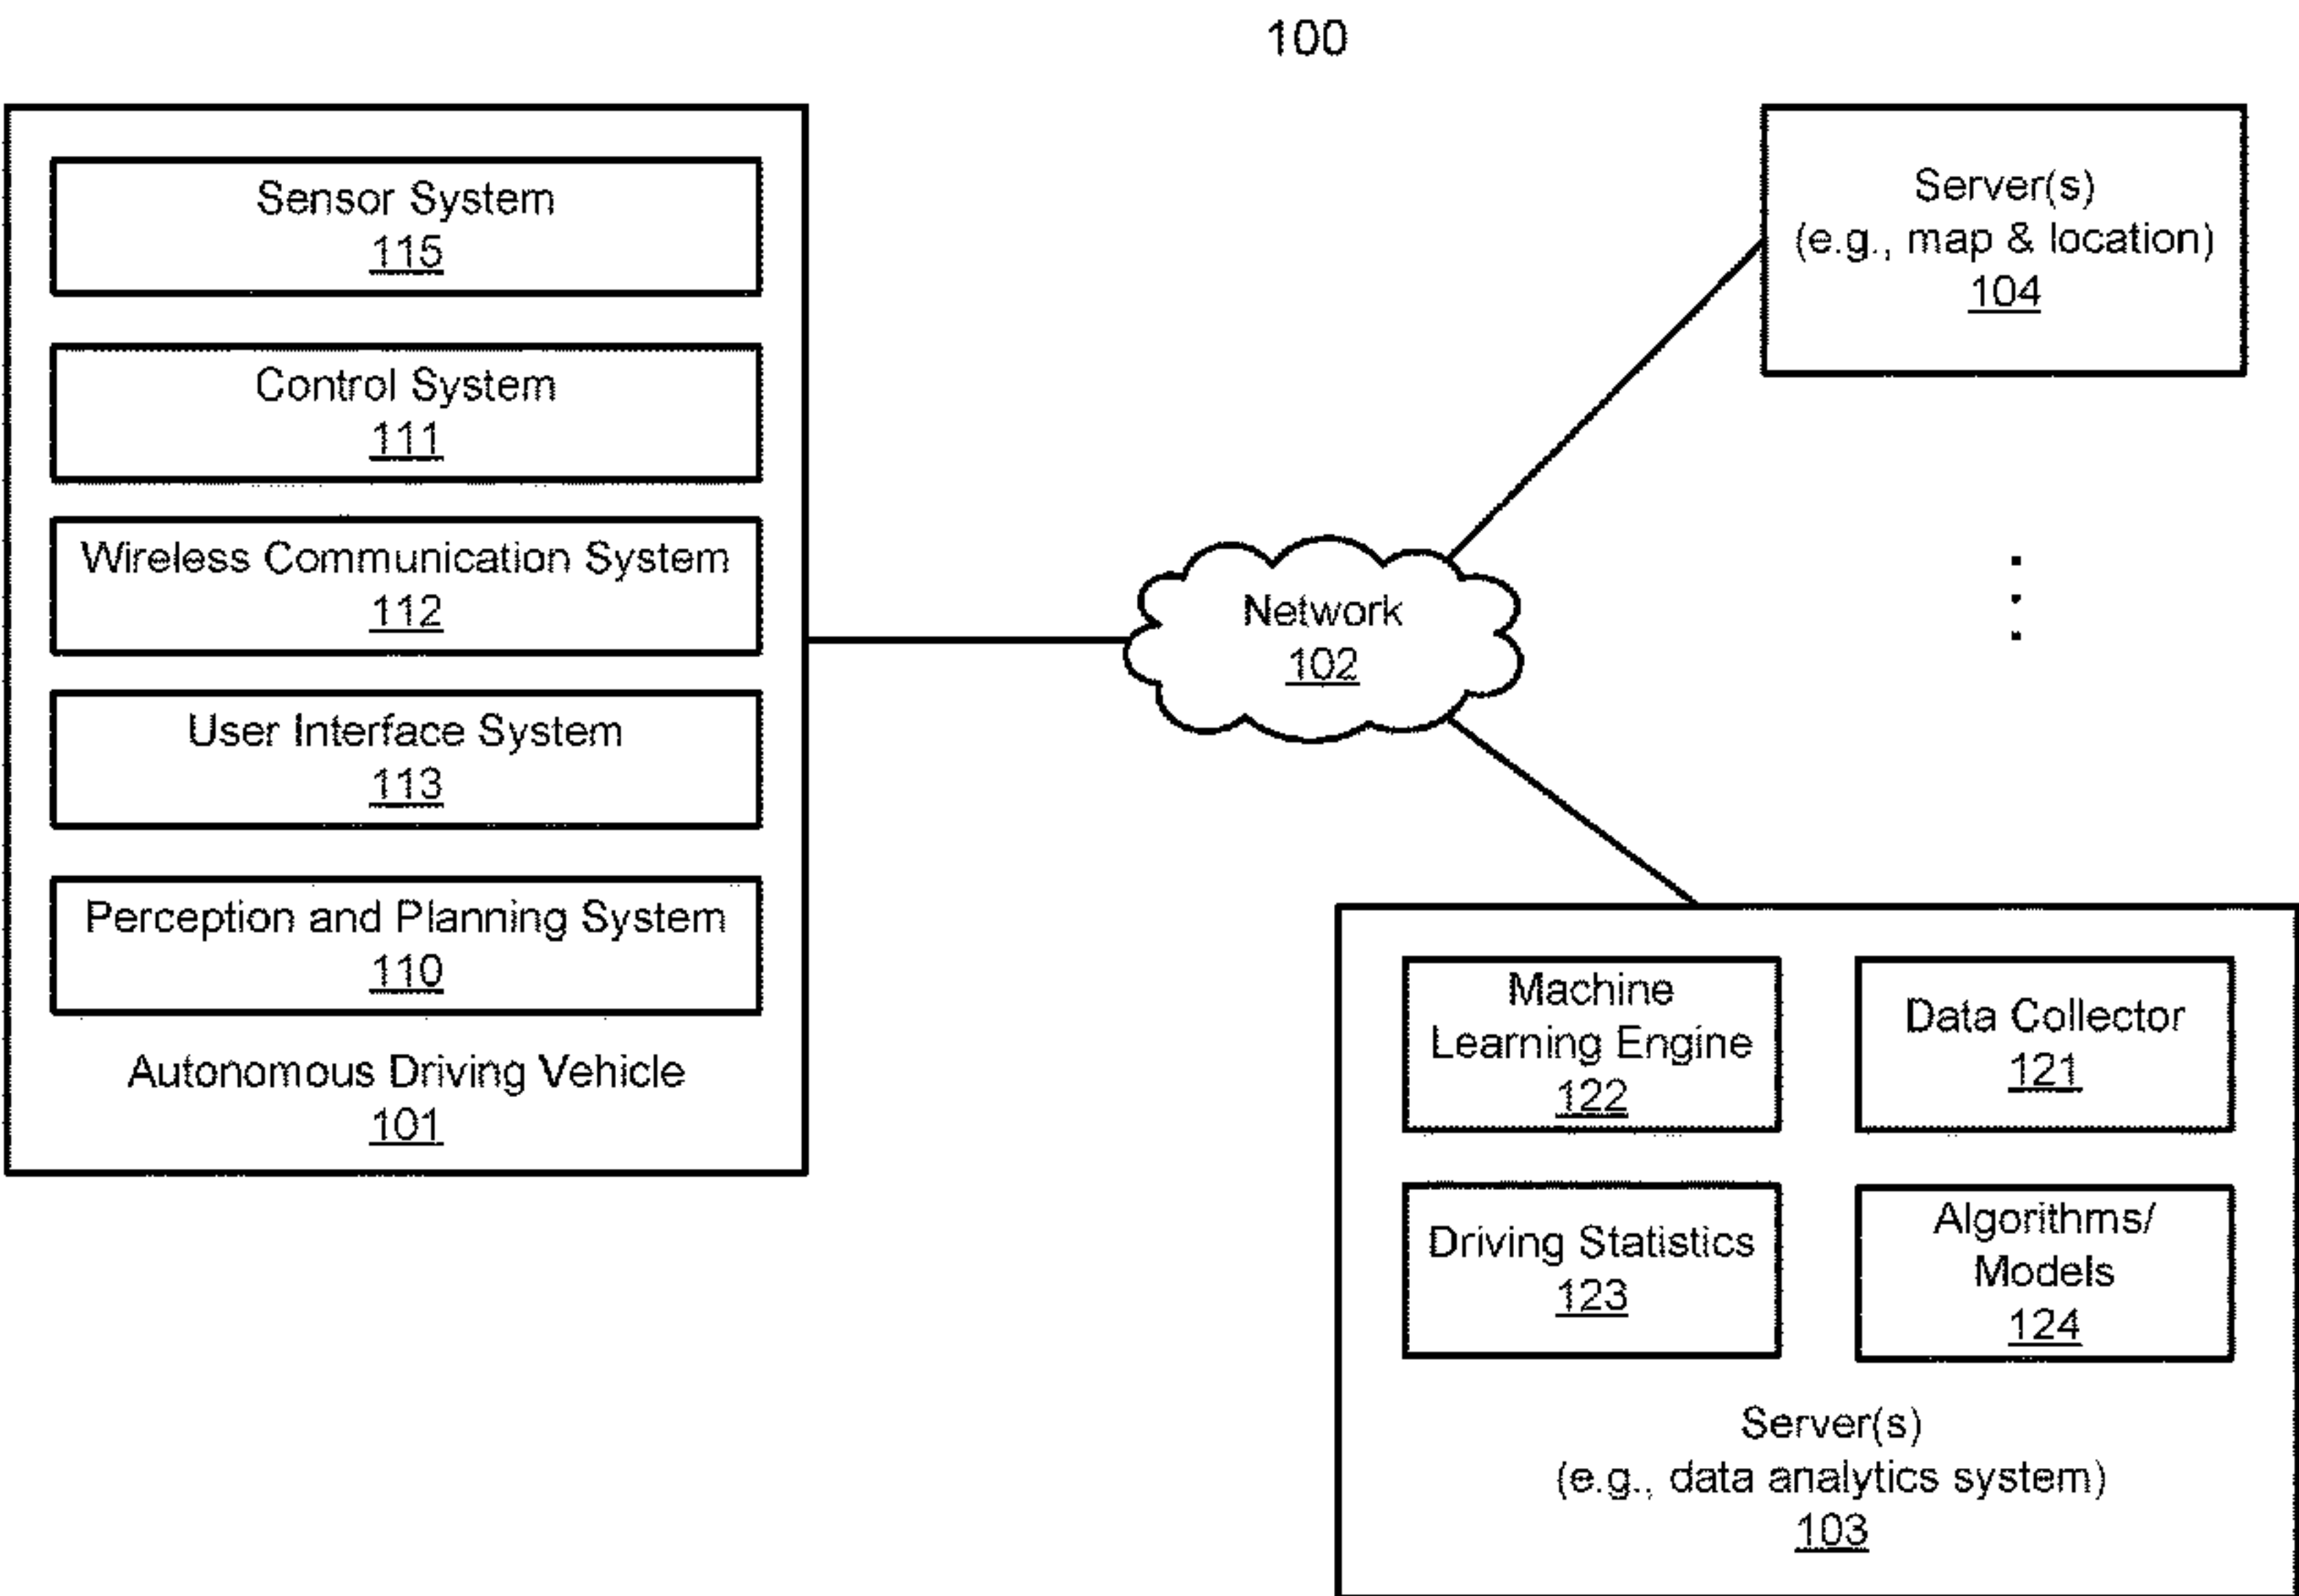 100
Sensor System
115
Control System
111
Wireless Communication System
112
User Interface System
113
Perception and Planning System
110
Autonomous Driving Vehicle
101
Network
102
Server(s)
(e.g., map & location)
104
Machine
Learning Engine
122
Data Collector
121
Driving Statistics
123
Algorithms/
Models
124
Server(s)
(e.g., data analytics system)
103